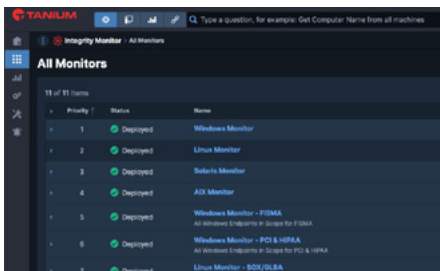 TANIUM
Type a question, for example: Get Computer Name from all machines
Integrity Monitor › All Monitors
All Monitors
11 of 11 items
Priority Status Name
1 Deployed Windows Monitor
2 Deployed Linux Monitor
3 Deployed Solaris Monitor
4 Deployed AIX Monitor
5 Deployed Windows Monitor - FISMA
All Windows Endpoints in Scope for FISMA
6 Deployed Windows Monitor - PCI & HIPAA
All Windows Endpoints in Scope for PCI & HIPAA
7 Deployed Linux Monitor - SOX/GLBA